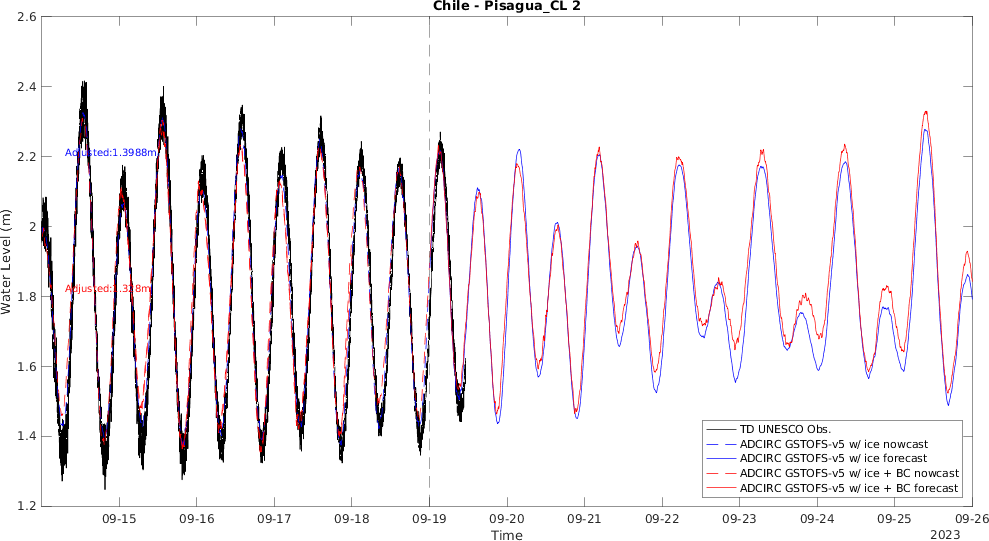 Chile - Pisagua_CL 2
Water Level (m)
2.6
2.4
2.2
2
1.8
1.6
1.4
1.2
Adjusted:1.3988m
Adjusted:1.328m
TD UNESCO Obs.
ADCIRC GSTOFS-v5 w/ ice nowcast
ADCIRC GSTOFS-v5 w/ ice forecast
ADCIRC GSTOFS-v5 w/ ice + BC nowcast
ADCIRC GSTOFS-v5 w/ ice + BC forecast
09-15 09-16 09-17 09-18 09-19 09-20 09-21 09-22 09-23 09-24 09-25 09-26
Time
2023